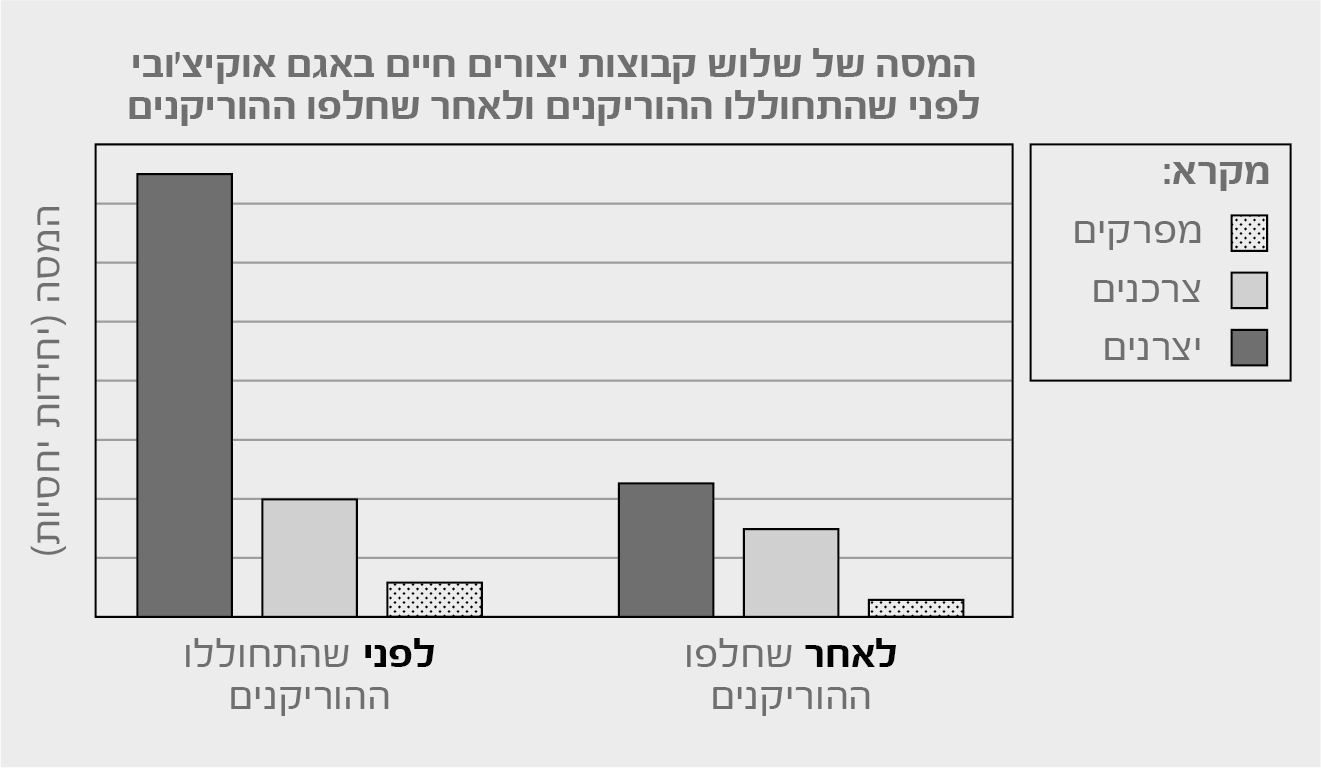 המסה של שלוש קבוצות יצורים חיים באגם אוקיצ'ובי
לפני שהתחוללו ההוריקנים ולאחר שחלפו ההוריקנים
מקרא:
מפרקים
צרכנים
יצרנים
המסה (יחידות יחסיות)
לפני שהתחוללו
ההוריקנים
לאחר שחלפו
ההוריקנים